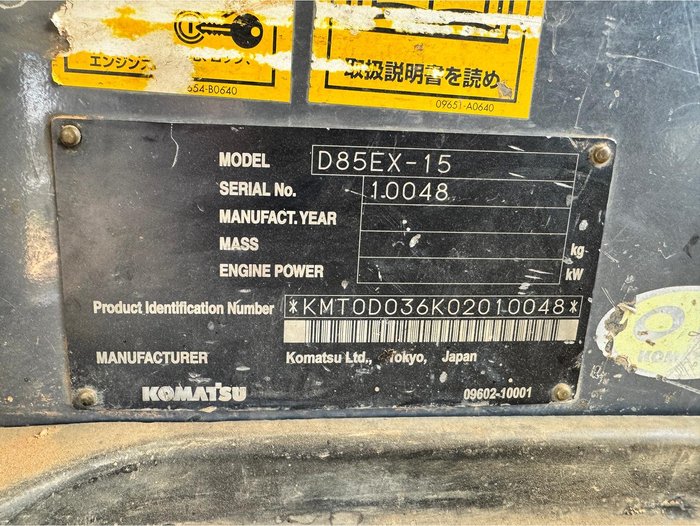 エンジン
654-B0640
取扱説明書を読め
09651-A0640
MODEL D85EX-15
SERIAL No. 10048
MANUFACT. YEAR
MASS kg
ENGINE POWER kW
Product Identification Number *KMT0D036K02010048*
MANUFACTURER Komatsu Ltd., Tokyo, Japan
KOMATSU 09602-10001
KOMA